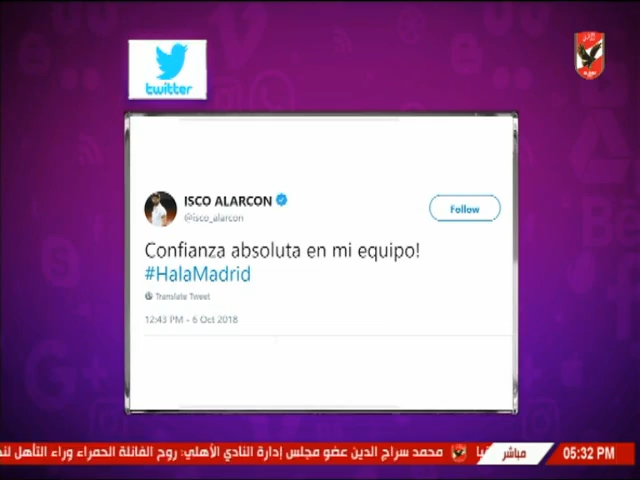 twitter
ISCO ALARCON
@isco_alarcon
Follow
Confianza absoluta en mi equipo!
#HalaMadrid
Translate Tweet
12:43 PM - 6 Oct 2018
محمد سراج الدين عضو مجلس إدارة النادي الأهلي: روح الفانلة الحمراء وراء التأهل
مباشر
05:32 PM